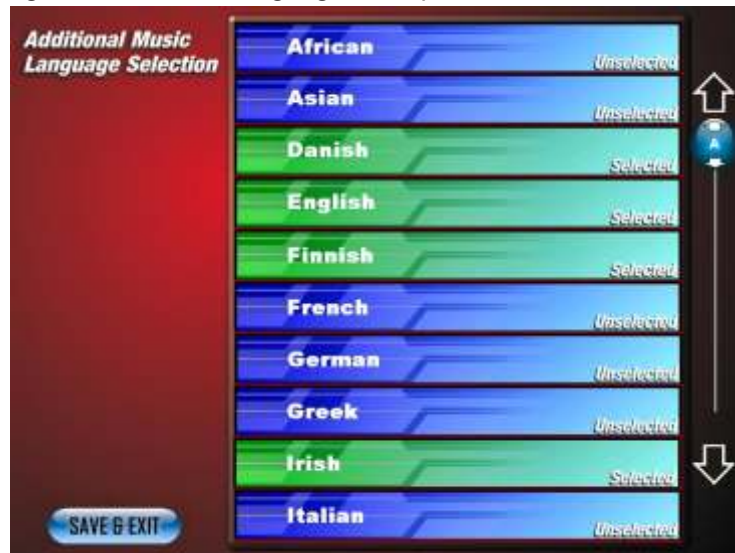 Additional Music
Language Selection
African
Unselected
Asian
Unselected
Danish
Selected
English
Selected
Finnish
Selected
French
Unselected
German
Unselected
Greek
Unselected
Irish
Selected
Italian
Unselected
A
SAVE & EXIT